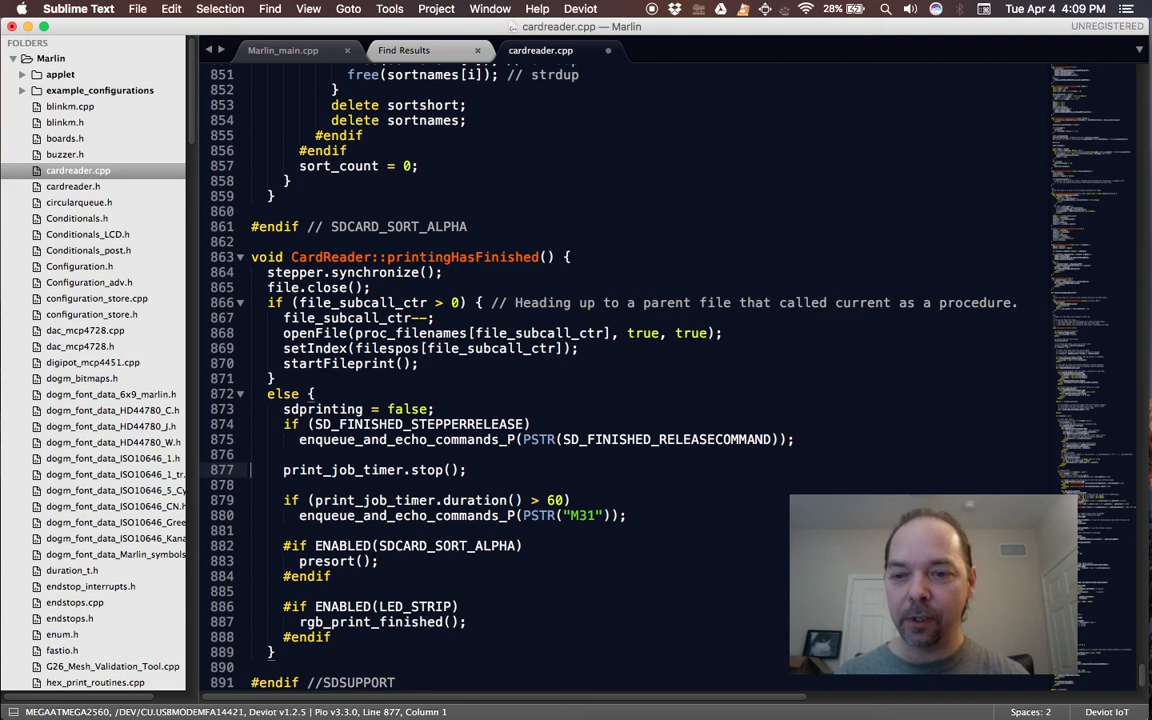 Sublime Text File Edit Selection Find View Goto Tools Project Window Help Deviot 28% Tue Apr 4 4:09 PM
cardreader.cpp — Marlin UNREGISTERED
FOLDERS
Marlin
applet
example_configurations
blinkm.cpp
blinkm.h
boards.h
buzzer.h
cardreader.cpp
cardreader.h
circularqueue.h
Conditionals.h
Conditionals_LCD.h
Conditionals_post.h
Configuration.h
Configuration_adv.h
configuration_store.cpp
configuration_store.h
dac_mcp4728.cpp
dac_mcp4728.h
digipot_mcp4451.cpp
dogm_bitmaps.h
dogm_font_data_6x9_marlin.h
dogm_font_data_HD44780_C.h
dogm_font_data_HD44780_J.h
dogm_font_data_HD44780_W.h
dogm_font_data_ISO10646_1.h
dogm_font_data_ISO10646_1_tr.
dogm_font_data_ISO10646_5_Cy
dogm_font_data_ISO10646_CN.h
dogm_font_data_ISO10646_Gree
dogm_font_data_ISO10646_Kana
dogm_font_data_Marlin_symbols
duration_t.h
endstop_interrupts.h
endstops.cpp
endstops.h
enum.h
fastio.h
G26_Mesh_Validation_Tool.cpp
hex_print_routines.cpp
Marlin_main.cpp × Find Results × cardreader.cpp
851 free(sortnames[i]); // strdup
852 }
853 delete sortshort;
854 delete sortnames;
855 #endif
856 #endif
857 sort_count = 0;
858 }
859 }
860
861 #endif // SDCARD_SORT_ALPHA
862
863 void CardReader::printingHasFinished() {
864 stepper.synchronize();
865 file.close();
866 if (file_subcall_ctr > 0) { // Heading up to a parent file that called current as a procedure.
867 file_subcall_ctr--;
868 openFile(proc_filenames[file_subcall_ctr], true, true);
869 setIndex(filespos[file_subcall_ctr]);
870 startFileprint();
871 }
872 else {
873 sdprinting = false;
874 if (SD_FINISHED_STEPPERRELEASE)
875 enqueue_and_echo_commands_P(PSTR(SD_FINISHED_RELEASECOMMAND));
876
877 print_job_timer.stop();
878
879 if (print_job_timer.duration() > 60)
880 enqueue_and_echo_commands_P(PSTR("M31"));
881
882 #if ENABLED(SDCARD_SORT_ALPHA)
883 presort();
884 #endif
885
886 #if ENABLED(LED_STRIP)
887 rgb_print_finished();
888 #endif
889 }
890
891 #endif //SDSUPPORT
MEGAATMEGA2560, /DEV/CU.USBMODEMFA14421, Deviot v1.2.5 | Pio v3.3.0, Line 877, Column 1 Spaces: 2 Deviot IoT